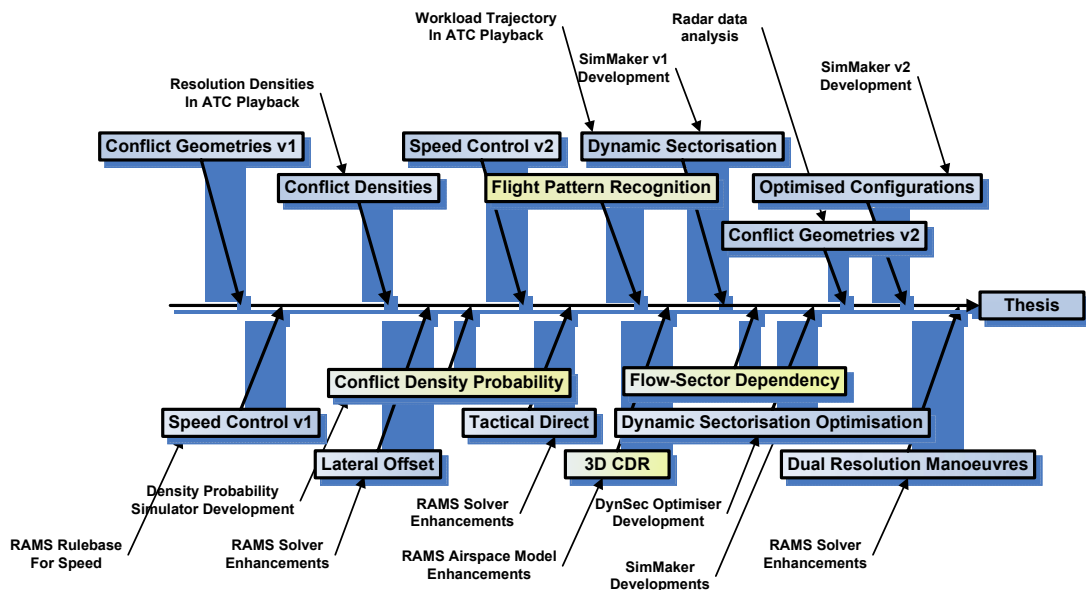 Workload Trajectory
In ATC Playback
Radar data
analysis
SimMaker v1
Development
SimMaker v2
Development
Resolution Densities
In ATC Playback
Conflict Geometries v1
Speed Control v2
Dynamic Sectorisation
Conflict Densities
Flight Pattern Recognition
Optimised Configurations
Conflict Geometries v2
Thesis
Conflict Density Probability
Flow-Sector Dependency
Speed Control v1
Tactical Direct
Dynamic Sectorisation Optimisation
Lateral Offset
3D CDR
Dual Resolution Manoeuvres
Density Probability
Simulator Development
RAMS Solver
Enhancements
DynSec Optimiser
Development
RAMS Rulebase
For Speed
RAMS Solver
Enhancements
RAMS Airspace Model
Enhancements
SimMaker
Developments
RAMS Solver
Enhancements